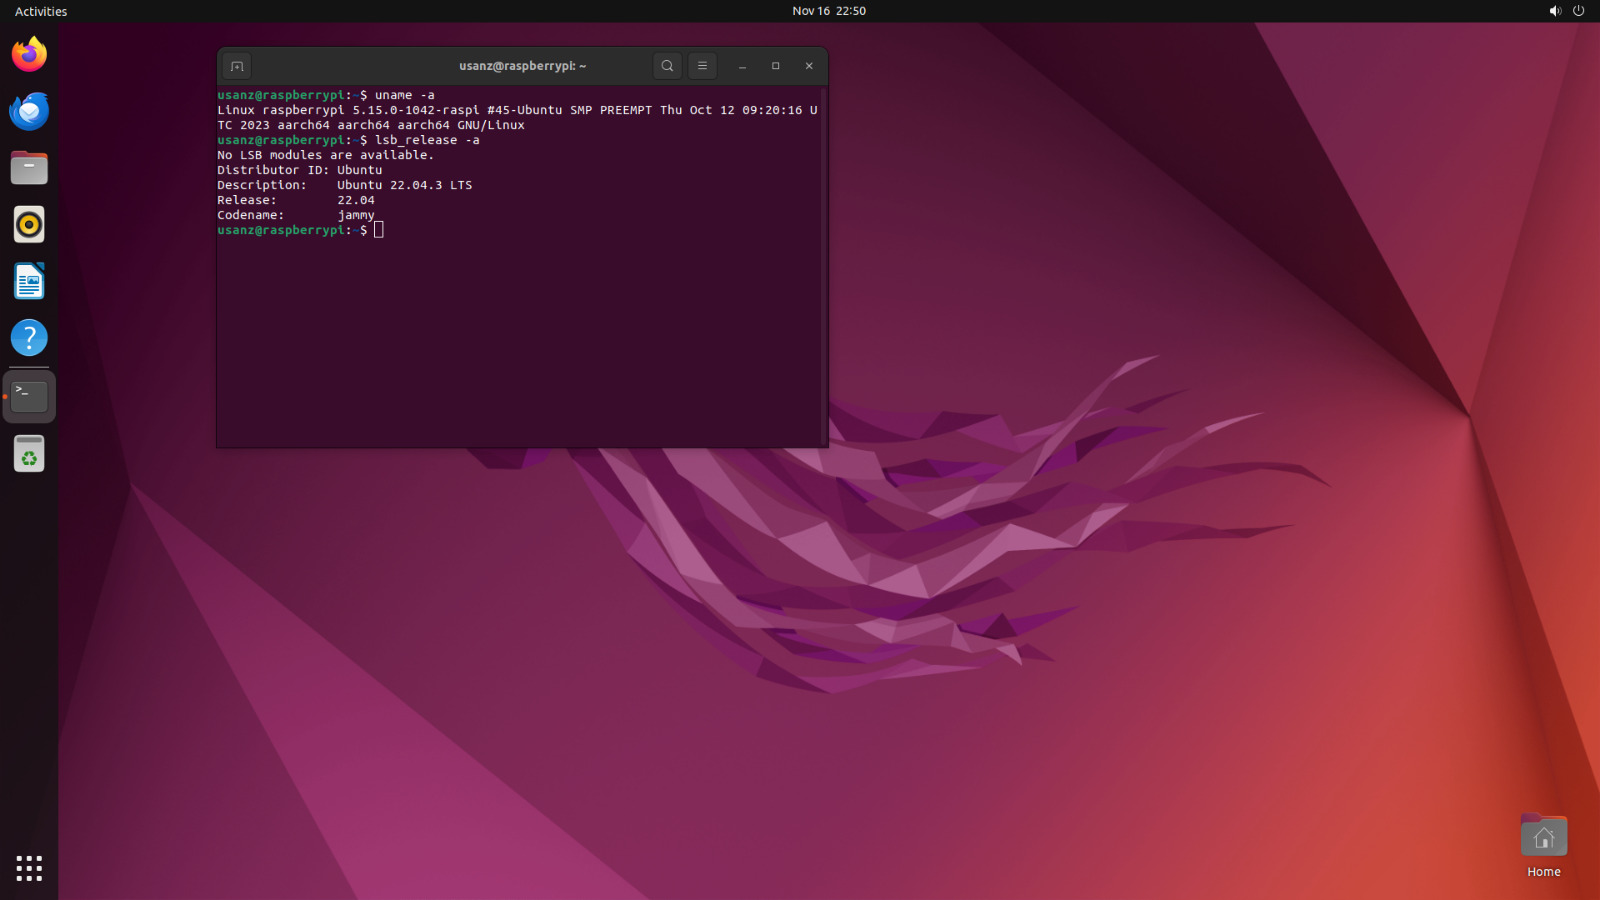 Activities
Nov 16 22:50
usanz@raspberrypi: ~
usanz@raspberrypi:~$ uname -a
Linux raspberrypi 5.15.0-1042-raspi #45-Ubuntu SMP PREEMPT Thu Oct 12 09:20:16 U
TC 2023 aarch64 aarch64 aarch64 GNU/Linux
usanz@raspberrypi:~$ lsb_release -a
No LSB modules are available.
Distributor ID: Ubuntu
Description:    Ubuntu 22.04.3 LTS
Release:        22.04
Codename:       jammy
usanz@raspberrypi:~$
Home